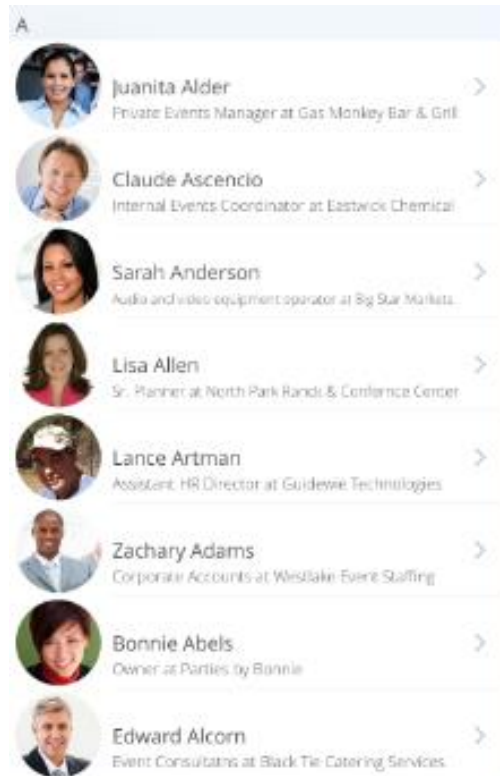 A
Juanita Alder
Private Events Manager at Gas Monkey Bar & Grill
Claude Ascencio
Internal Events Coordinator at Eastwick Chemical
Sarah Anderson
Audio and video equipment operator at Big Star Markets
Lisa Allen
Sr. Planner at North Park Ranch & Confernce Center
Lance Artman
Assistant HR Director at Guidewie Technologies
Zachary Adams
Corporate Accounts at Westlake Event Staffing
Bonnie Abels
Owner at Parties by Bonnie
Edward Alcorn
Event Consultatns at Black Tie Catering Services